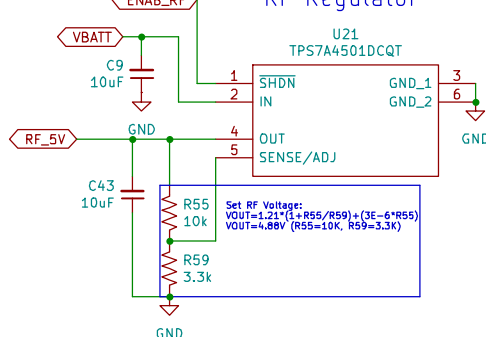 ENAB_RF
RF Regulator
VBATT
U21
TPS7A4501DCQT
C9
10uF
1
SHDN
GND_1
3
2
IN
GND_2
6
GND
GND
RF_5V
4
OUT
5
SENSE/ADJ
C43
10uF
R55
10k
Set RF Voltage:
VOUT=1.21*(1+R55/R59)+(3E-6*R55)
VOUT=4.88V (R55=10K, R59=3.3K)
R59
3.3k
GND